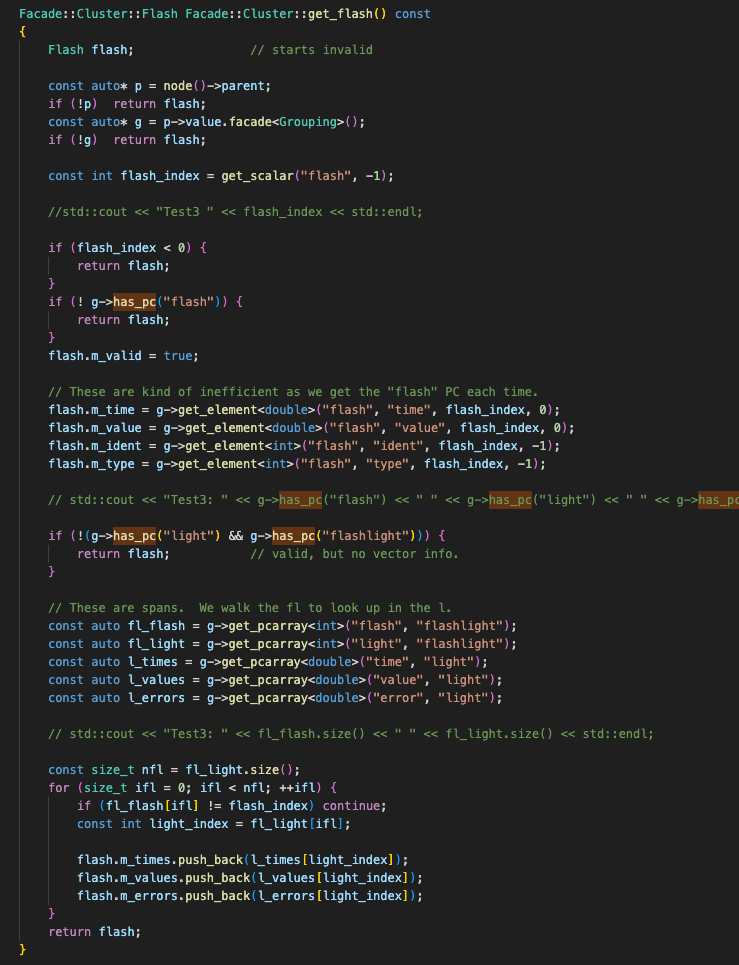 Facade::Cluster::Flash Facade::Cluster::get_flash() const
{
    Flash flash;                // starts invalid

    const auto* p = node()->parent;
    if (!p)  return flash;
    const auto* g = p->value.facade<Grouping>();
    if (!g)  return flash;

    const int flash_index = get_scalar("flash", -1);

    //std::cout << "Test3 " << flash_index << std::endl;

    if (flash_index < 0) {
        return flash;
    }
    if (! g->has_pc("flash")) {
        return flash;
    }
    flash.m_valid = true;

    // These are kind of inefficient as we get the "flash" PC each time.
    flash.m_time = g->get_element<double>("flash", "time", flash_index, 0);
    flash.m_value = g->get_element<double>("flash", "value", flash_index, 0);
    flash.m_ident = g->get_element<int>("flash", "ident", flash_index, -1);
    flash.m_type = g->get_element<int>("flash", "type", flash_index, -1);

    // std::cout << "Test3: " << g->has_pc("flash") << " " << g->has_pc("light") << " " << g->has_pc

    if (!(g->has_pc("light") && g->has_pc("flashlight"))) {
        return flash;           // valid, but no vector info.
    }

    // These are spans.  We walk the fl to look up in the l.
    const auto fl_flash = g->get_pcarray<int>("flash", "flashlight");
    const auto fl_light = g->get_pcarray<int>("light", "flashlight");
    const auto l_times = g->get_pcarray<double>("time", "light");
    const auto l_values = g->get_pcarray<double>("value", "light");
    const auto l_errors = g->get_pcarray<double>("error", "light");

    // std::cout << "Test3: " << fl_flash.size() << " " << fl_light.size() << std::endl;

    const size_t nfl = fl_light.size();
    for (size_t ifl = 0; ifl < nfl; ++ifl) {
        if (fl_flash[ifl] != flash_index) continue;
        const int light_index = fl_light[ifl];

        flash.m_times.push_back(l_times[light_index]);
        flash.m_values.push_back(l_values[light_index]);
        flash.m_errors.push_back(l_errors[light_index]);
    }
    return flash;
}